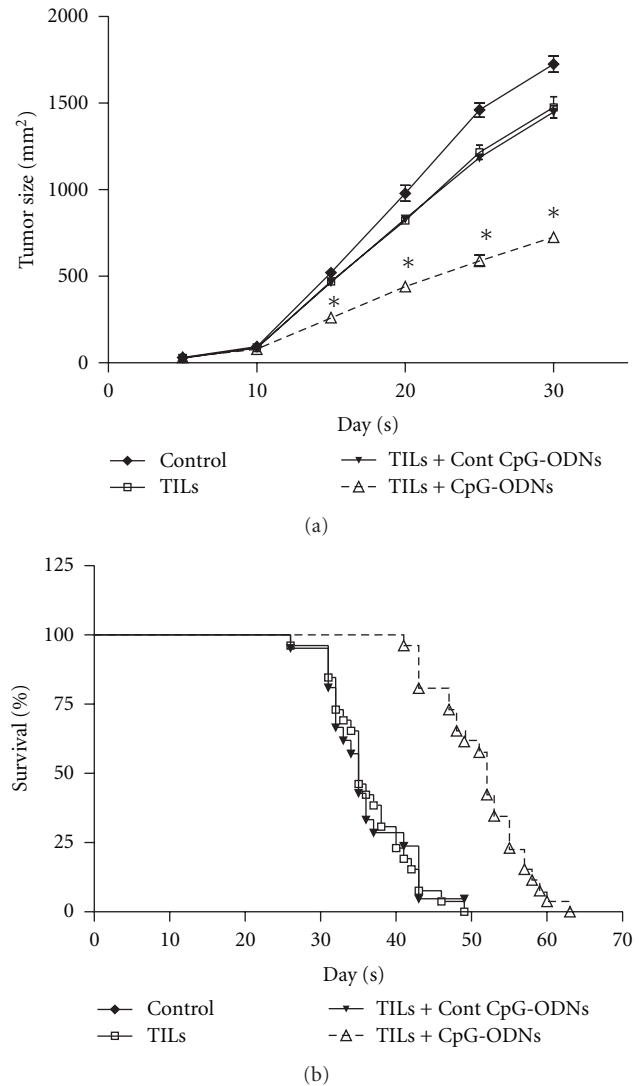 2000
1500
1000
500
0
Tumor size (mm²)
* * * *
0 10 20 30
Day (s)
Control TILs + Cont CpG-ODNs
TILs TILs + CpG-ODNs
(a)
125
100
75
50
25
0
Survival (%)
0 10 20 30 40 50 60 70
Day (s)
Control TILs + Cont CpG-ODNs
TILs TILs + CpG-ODNs
(b)